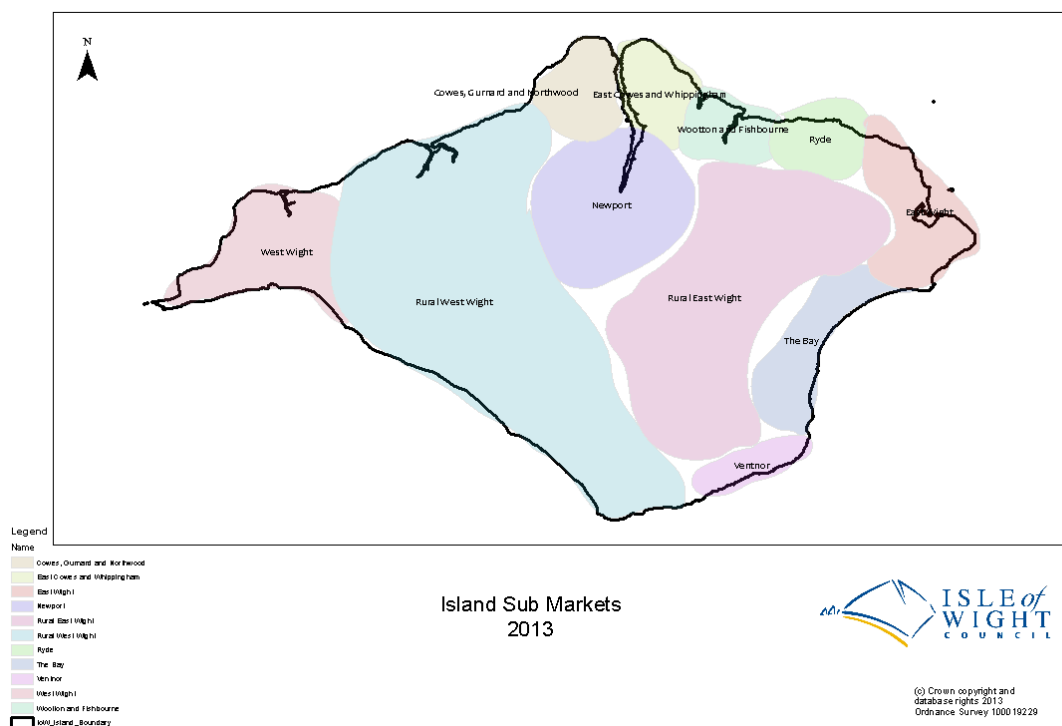 N
Cowes, Gurnard and Northwood
East Cowes and Whippingham
Wootton and Fishbourne
Ryde
East Wight
Newport
West Wight
Rural West Wight
Rural East Wight
The Bay
Ventnor
Legend
Name
Cowes, Gurnard and Northwood
East Cowes and Whippingham
East Wight
Newport
Rural East Wight
Rural West Wight
Ryde
The Bay
Ventnor
West Wight
Wootton and Fishbourne
IoW_Island_Boundary
Island Sub Markets
2013
ISLE of
WIGHT
COUNCIL
(c) Crown copyright and
database rights 2013
Ordnance Survey 100019229